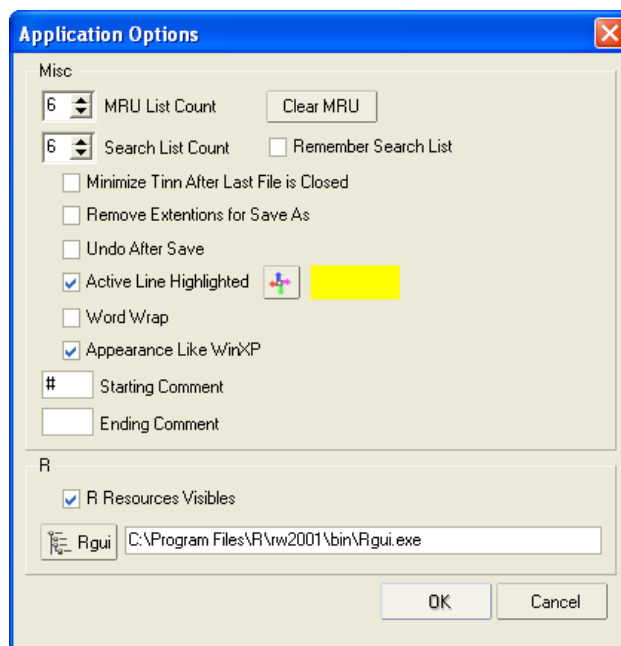 Application Options
Misc
6 MRU List Count Clear MRU
6 Search List Count Remember Search List
Minimize Tinn After Last File is Closed
Remove Extentions for Save As
Undo After Save
Active Line Highlighted
Word Wrap
Appearance Like WinXP
# Starting Comment
Ending Comment
R
R Resources Visibles
Rgui C:\Program Files\R\rw2001\bin\Rgui.exe
OK Cancel